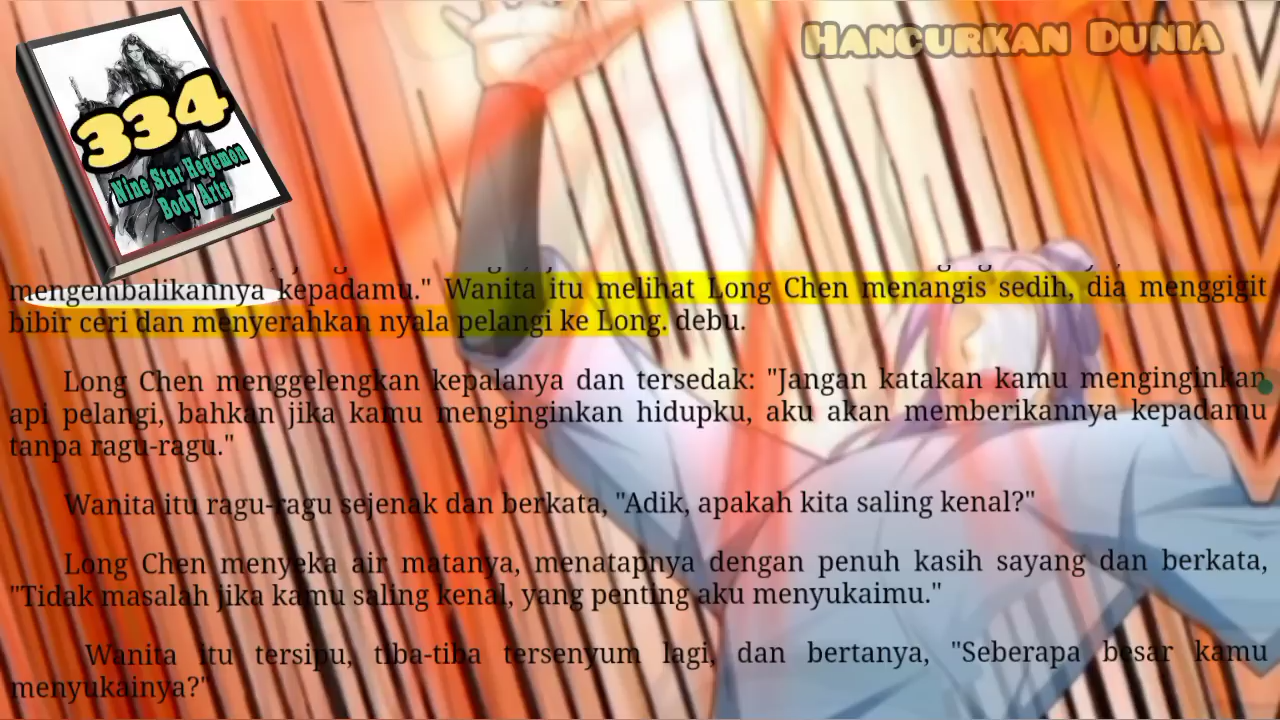 HANCURKAN DUNIA
334
Nine Star Hegemon
Body Arts
mengembalikannya kepadamu." Wanita itu melihat Long Chen menangis sedih, dia menggigit
bibir ceri dan menyerahkan nyala pelangi ke Long. debu.
Long Chen menggelengkan kepalanya dan tersedak: "Jangan katakan kamu menginginkan
api pelangi, bahkan jika kamu menginginkan hidupku, aku akan memberikannya kepadamu
tanpa ragu-ragu."
Wanita itu ragu-ragu sejenak dan berkata, "Adik, apakah kita saling kenal?"
Long Chen menyeka air matanya, menatapnya dengan penuh kasih sayang dan berkata,
"Tidak masalah jika kamu saling kenal, yang penting aku menyukaimu."
Wanita itu tersipu, tiba-tiba tersenyum lagi, dan bertanya, "Seberapa besar kamu
menyukainya?"